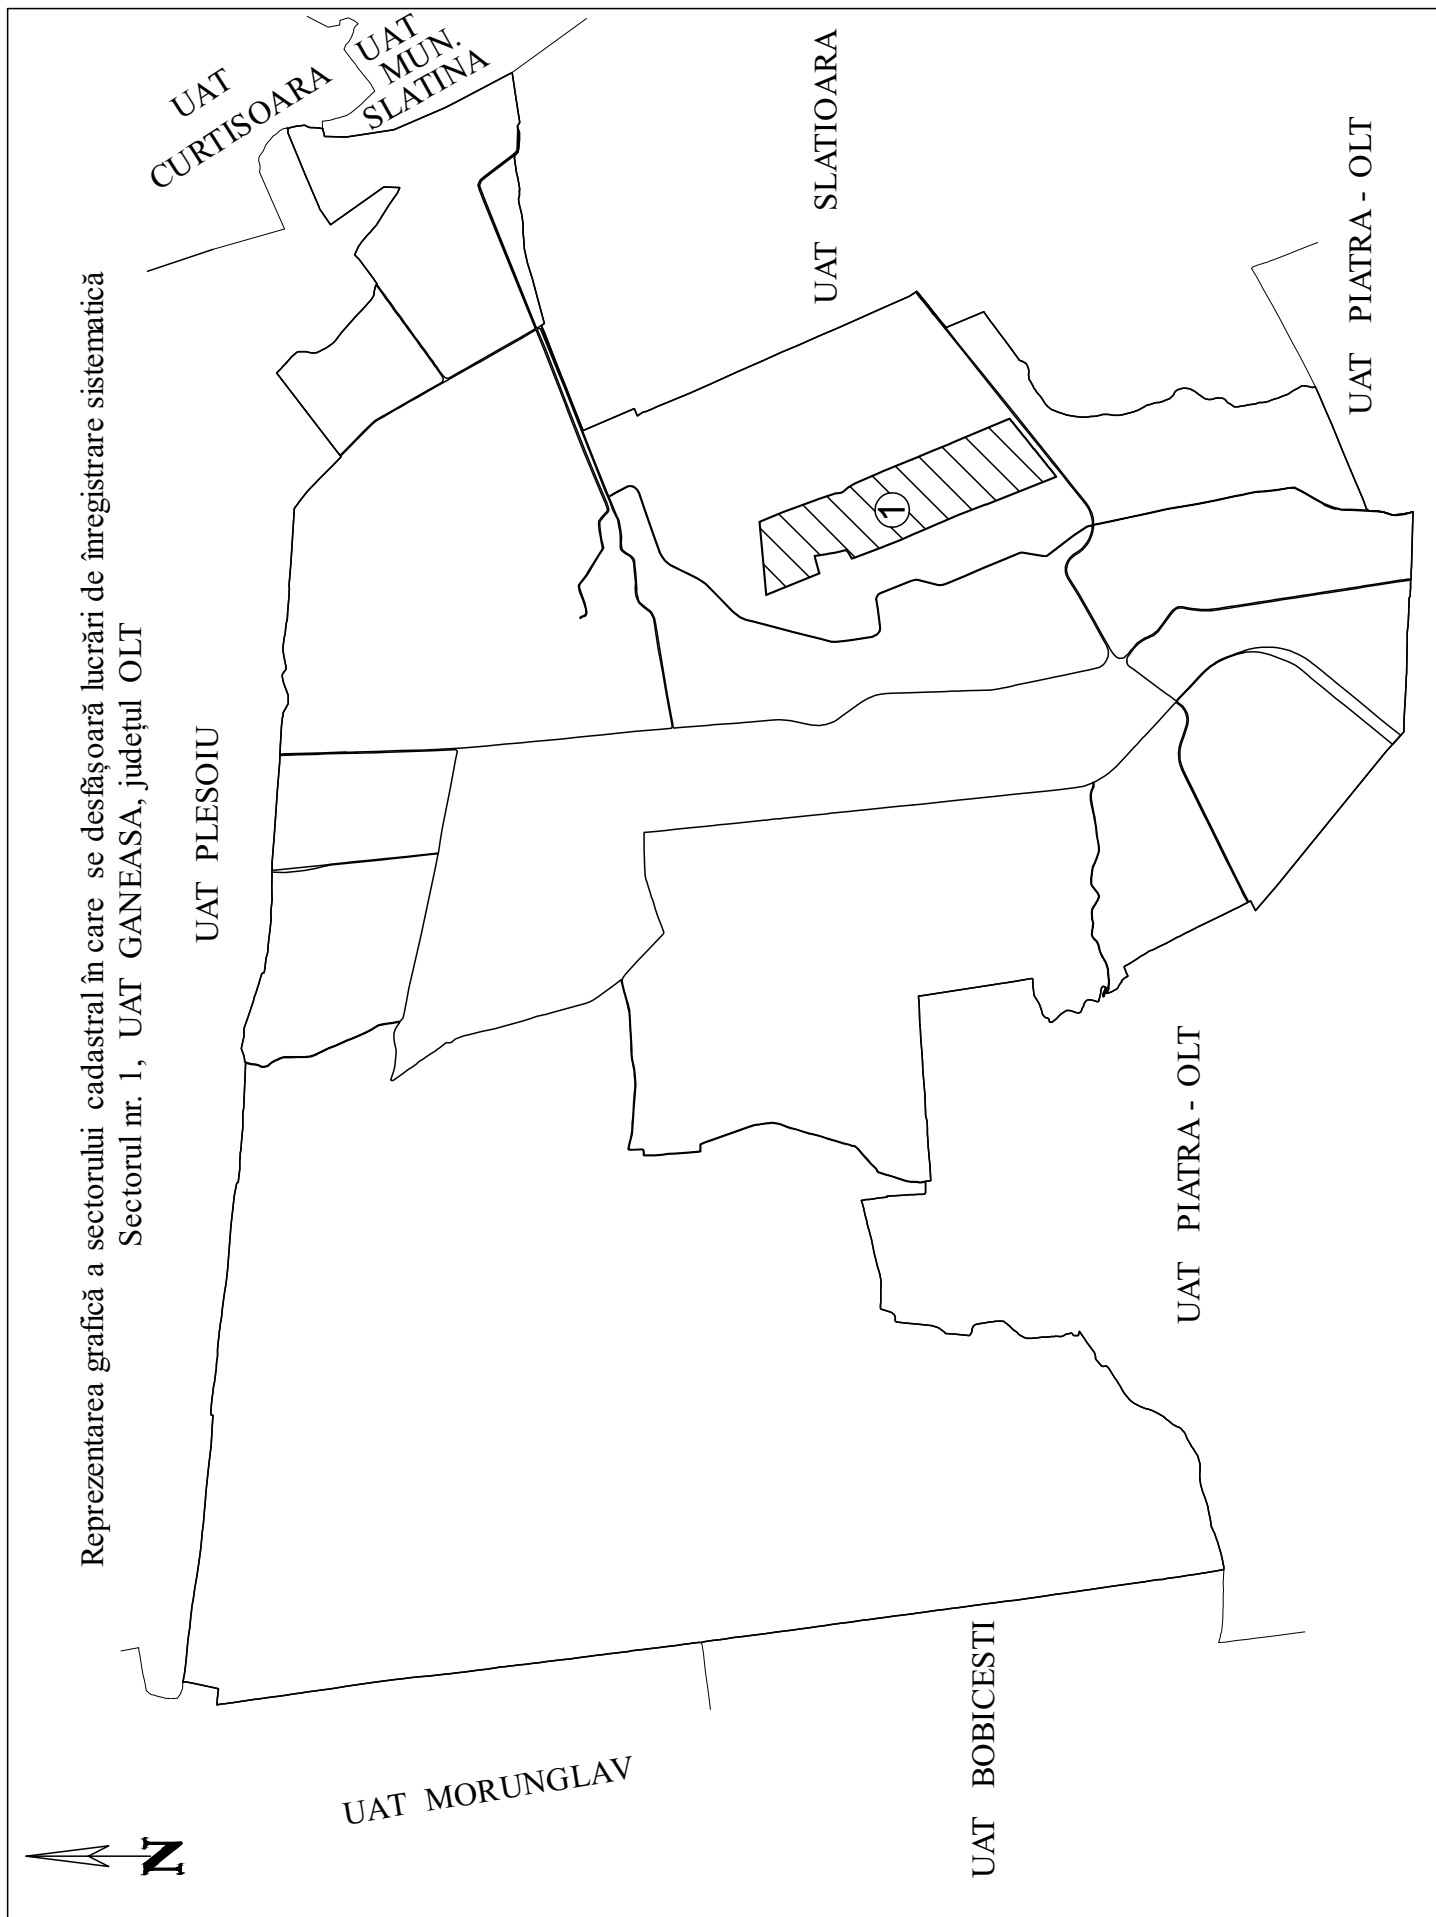 Reprezentarea grafică a sectorului cadastral în care se desfășoară lucrări de înregistrare sistematică
Sectorul nr. 1, UAT GANEASA, județul OLT
N
UAT MORUNGLAV
UAT PLESOIU
UAT
CURTISOARA
UAT
MUN.
SLATINA
UAT SLATIOARA
1
UAT BOBICESTI
UAT PIATRA - OLT
UAT PIATRA - OLT